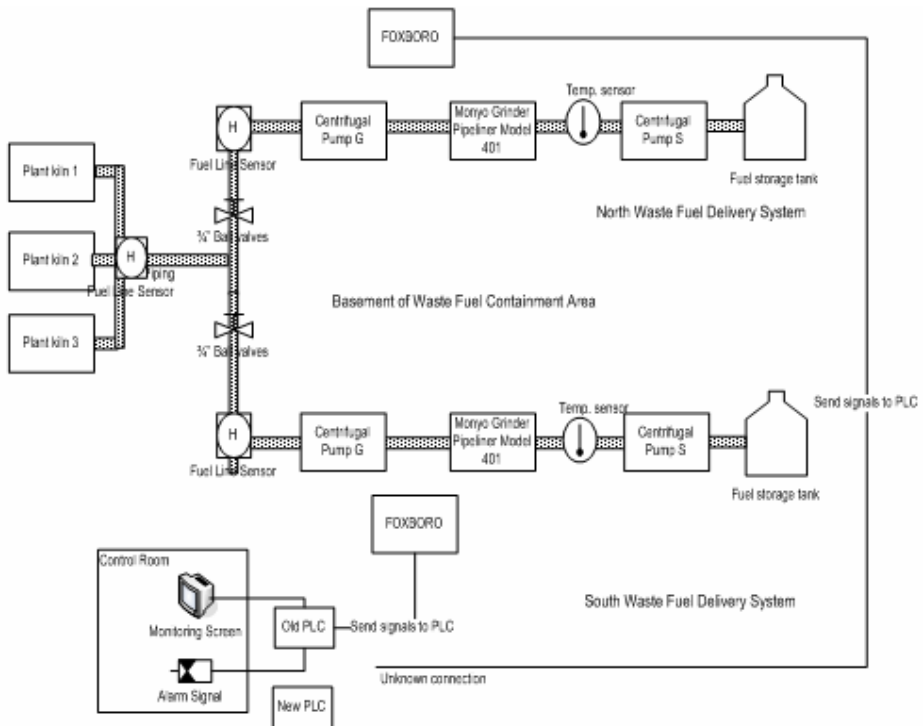 FOXBORO
Temp. sensor
H
Centrifugal
Pump G
Monyo Grinder
Pipeliner Model
401
Centrifugal
Pump S
Fuel Line Sensor
Fuel storage tank
Plant kiln 1
North Waste Fuel Delivery System
¾" Ball valves
Plant kiln 2
H
Piping
Fuel Line Sensor
Basement of Waste Fuel Containment Area
Plant kiln 3
¾" Ball valves
Send signals to PLC
Temp. sensor
H
Centrifugal
Pump G
Monyo Grinder
Pipeliner Model
401
Centrifugal
Pump S
Fuel Line Sensor
Fuel storage tank
FOXBORO
Control Room
South Waste Fuel Delivery System
Monitoring Screen
Old PLC
Send signals to PLC
Unknown connection
Alarm Signal
New PLC